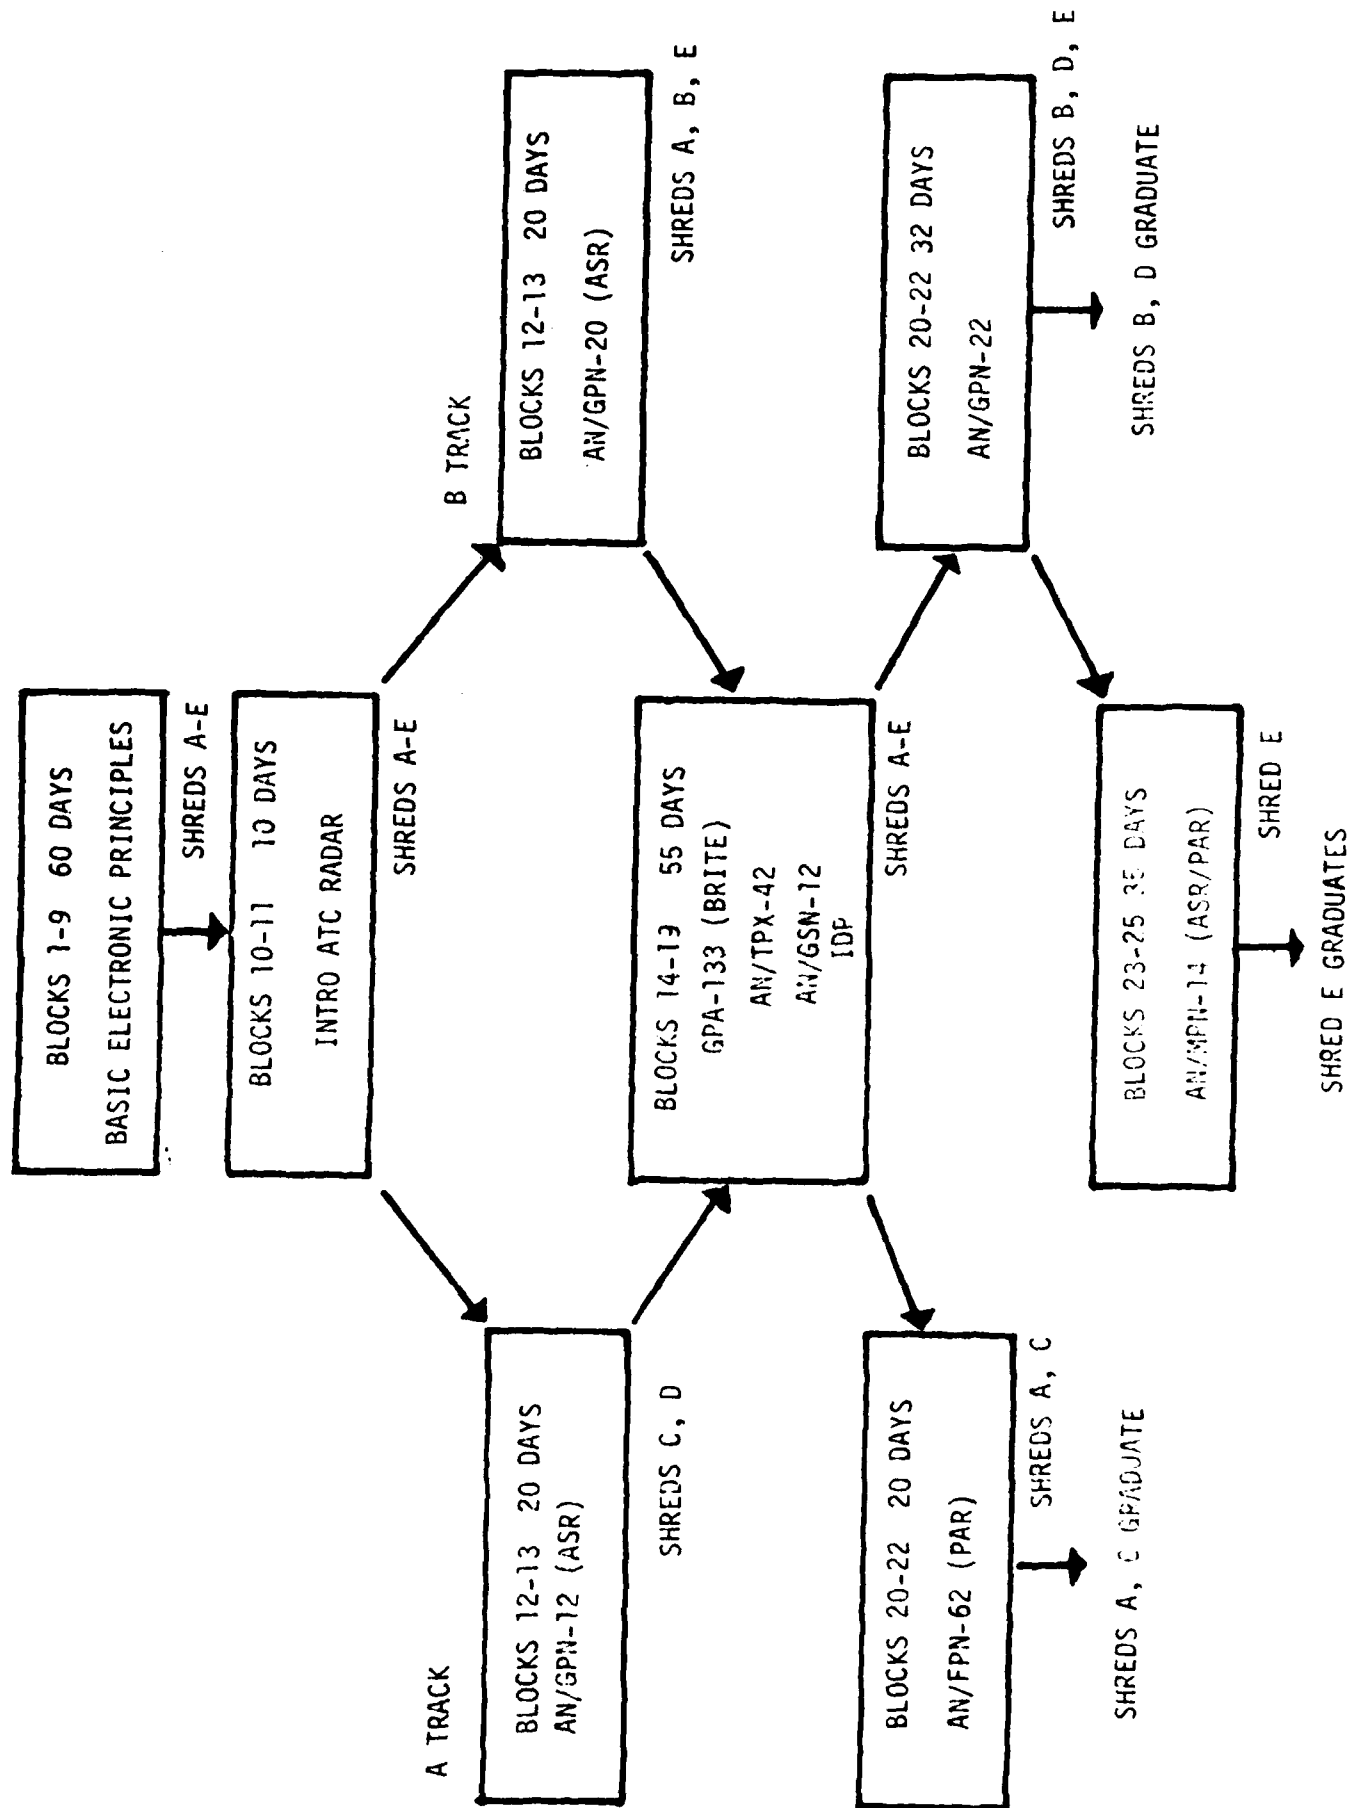 BLOCKS 1-9 60 DAYS
BASIC ELECTRONIC PRINCIPLES
SHREDS A-E
BLOCKS 10-11 10 DAYS
INTRO ATC RADAR
SHREDS A-E
A TRACK
BLOCKS 12-13 20 DAYS
AN/GPN-12 (ASR)
SHREDS C, D
B TRACK
BLOCKS 12-13 20 DAYS
AN/GPN-20 (ASR)
SHREDS A, B, E
BLOCKS 14-19 55 DAYS
GPA-133 (BRITE)
AN/TPX-42
AN/GSN-12
IDP
SHREDS A-E
BLOCKS 20-22 20 DAYS
AN/FPN-62 (PAR)
SHREDS A, C
SHREDS A, C GRADUATE
BLOCKS 20-22 32 DAYS
AN/GPN-22
SHREDS B, D, E
SHREDS B, D GRADUATE
BLOCKS 23-25 35 DAYS
AN/MPN-14 (ASR/PAR)
SHRED E
SHRED E GRADUATES